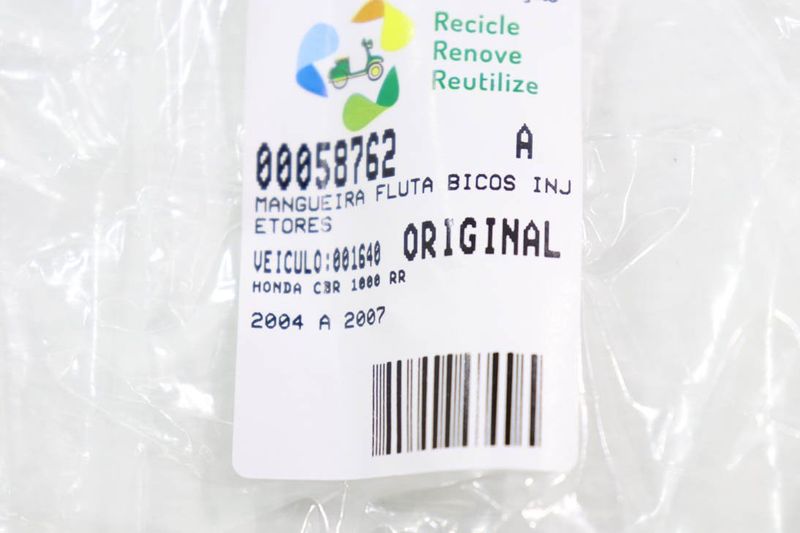 Recicle
Renove
Reutilize
00058762 A
MANGUEIRA FLUTA BICOS INJ
ETORES
VEICULO:001640 ORIGINAL
HONDA CBR 1000 RR
2004 A 2007